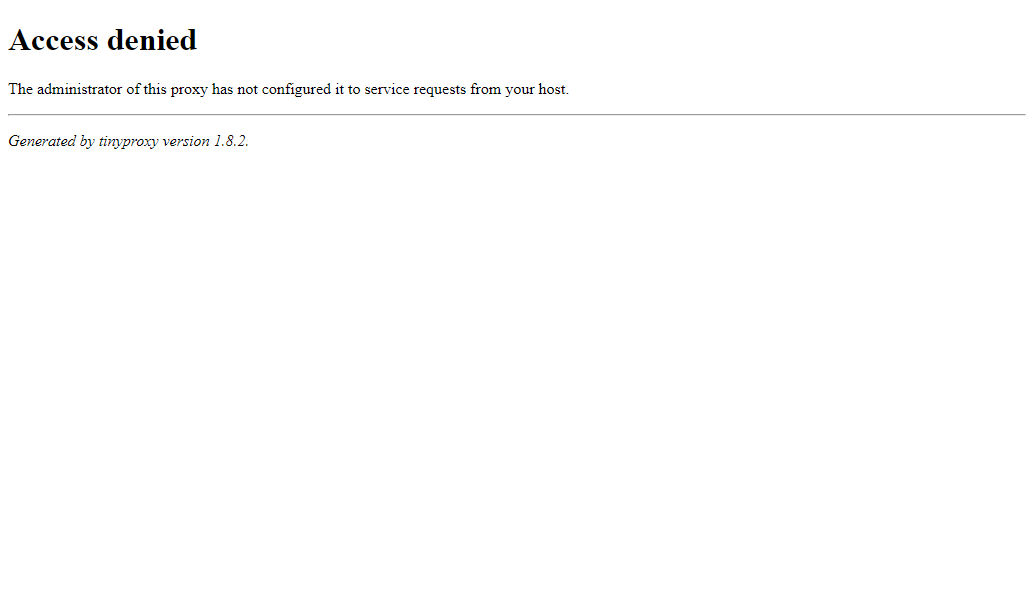 Access denied
The administrator of this proxy has not configured it to service requests from your host.
Generated by tinyproxy version 1.8.2.